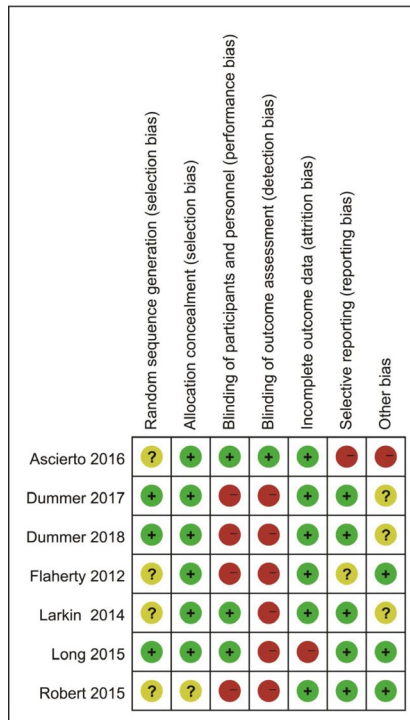 Random sequence generation (selection bias)
Allocation concealment (selection bias)
Blinding of participants and personnel (performance bias)
Blinding of outcome assessment (detection bias)
Incomplete outcome data (attrition bias)
Selective reporting (reporting bias)
Other bias
Ascierto 2016 ? + + + + − −
Dummer 2017 + + − − + + ?
Dummer 2018 + + − − + + ?
Flaherty 2012 ? + − − + ? +
Larkin 2014 ? + + − + + ?
Long 2015 + + + − − + +
Robert 2015 ? ? − − + + +